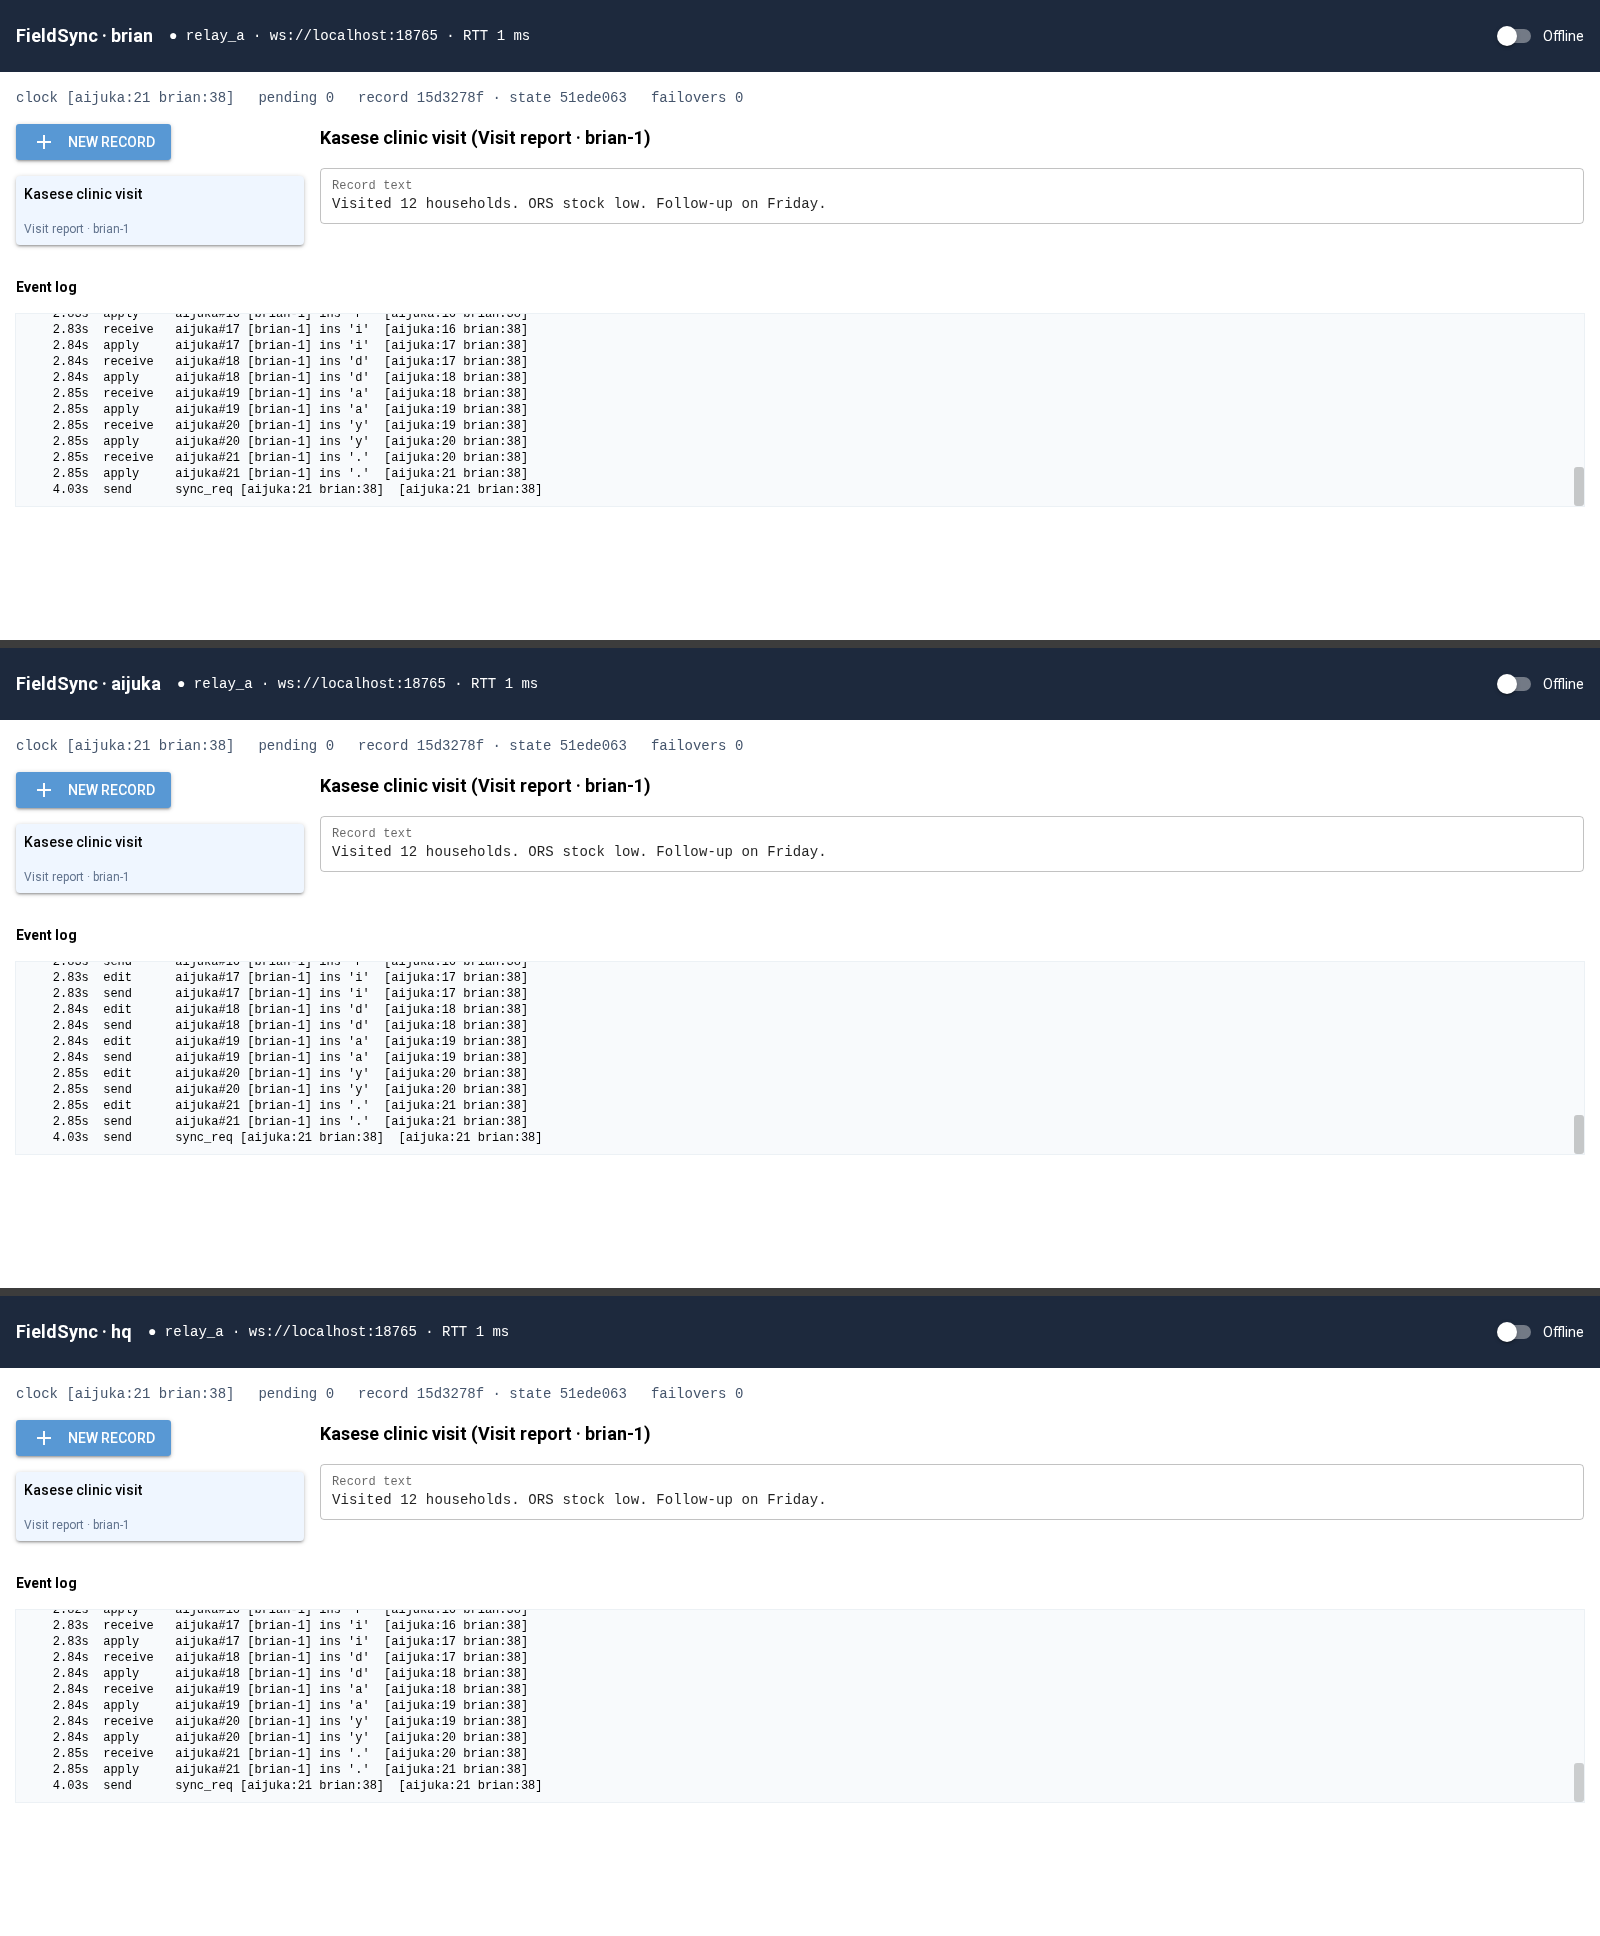 FieldSync · brian ● relay_a · ws://localhost:18765 · RTT 1 ms Offline
clock [aijuka:21 brian:38] pending 0 record 15d3278f · state 51ede063 failovers 0
NEW RECORD
Kasese clinic visit (Visit report · brian-1)
Kasese clinic visit
Visit report · brian-1
Record text
Visited 12 households. ORS stock low. Follow-up on Friday.
Event log
2.83s receive aijuka#17 [brian-1] ins 'i' [aijuka:16 brian:38]
2.84s apply aijuka#17 [brian-1] ins 'i' [aijuka:17 brian:38]
2.84s receive aijuka#18 [brian-1] ins 'd' [aijuka:17 brian:38]
2.84s apply aijuka#18 [brian-1] ins 'd' [aijuka:18 brian:38]
2.85s receive aijuka#19 [brian-1] ins 'a' [aijuka:18 brian:38]
2.85s apply aijuka#19 [brian-1] ins 'a' [aijuka:19 brian:38]
2.85s receive aijuka#20 [brian-1] ins 'y' [aijuka:19 brian:38]
2.85s apply aijuka#20 [brian-1] ins 'y' [aijuka:20 brian:38]
2.85s receive aijuka#21 [brian-1] ins '.' [aijuka:20 brian:38]
2.85s apply aijuka#21 [brian-1] ins '.' [aijuka:21 brian:38]
4.03s send sync_req [aijuka:21 brian:38] [aijuka:21 brian:38]
FieldSync · aijuka ● relay_a · ws://localhost:18765 · RTT 1 ms Offline
clock [aijuka:21 brian:38] pending 0 record 15d3278f · state 51ede063 failovers 0
NEW RECORD
Kasese clinic visit (Visit report · brian-1)
Kasese clinic visit
Visit report · brian-1
Record text
Visited 12 households. ORS stock low. Follow-up on Friday.
Event log
2.83s edit aijuka#17 [brian-1] ins 'i' [aijuka:17 brian:38]
2.83s send aijuka#17 [brian-1] ins 'i' [aijuka:17 brian:38]
2.84s edit aijuka#18 [brian-1] ins 'd' [aijuka:18 brian:38]
2.84s send aijuka#18 [brian-1] ins 'd' [aijuka:18 brian:38]
2.84s edit aijuka#19 [brian-1] ins 'a' [aijuka:19 brian:38]
2.84s send aijuka#19 [brian-1] ins 'a' [aijuka:19 brian:38]
2.85s edit aijuka#20 [brian-1] ins 'y' [aijuka:20 brian:38]
2.85s send aijuka#20 [brian-1] ins 'y' [aijuka:20 brian:38]
2.85s edit aijuka#21 [brian-1] ins '.' [aijuka:21 brian:38]
2.85s send aijuka#21 [brian-1] ins '.' [aijuka:21 brian:38]
4.03s send sync_req [aijuka:21 brian:38] [aijuka:21 brian:38]
FieldSync · hq ● relay_a · ws://localhost:18765 · RTT 1 ms Offline
clock [aijuka:21 brian:38] pending 0 record 15d3278f · state 51ede063 failovers 0
NEW RECORD
Kasese clinic visit (Visit report · brian-1)
Kasese clinic visit
Visit report · brian-1
Record text
Visited 12 households. ORS stock low. Follow-up on Friday.
Event log
2.83s receive aijuka#17 [brian-1] ins 'i' [aijuka:16 brian:38]
2.83s apply aijuka#17 [brian-1] ins 'i' [aijuka:17 brian:38]
2.84s receive aijuka#18 [brian-1] ins 'd' [aijuka:17 brian:38]
2.84s apply aijuka#18 [brian-1] ins 'd' [aijuka:18 brian:38]
2.84s receive aijuka#19 [brian-1] ins 'a' [aijuka:18 brian:38]
2.84s apply aijuka#19 [brian-1] ins 'a' [aijuka:19 brian:38]
2.84s receive aijuka#20 [brian-1] ins 'y' [aijuka:19 brian:38]
2.84s apply aijuka#20 [brian-1] ins 'y' [aijuka:20 brian:38]
2.85s receive aijuka#21 [brian-1] ins '.' [aijuka:20 brian:38]
2.85s apply aijuka#21 [brian-1] ins '.' [aijuka:21 brian:38]
4.03s send sync_req [aijuka:21 brian:38] [aijuka:21 brian:38]